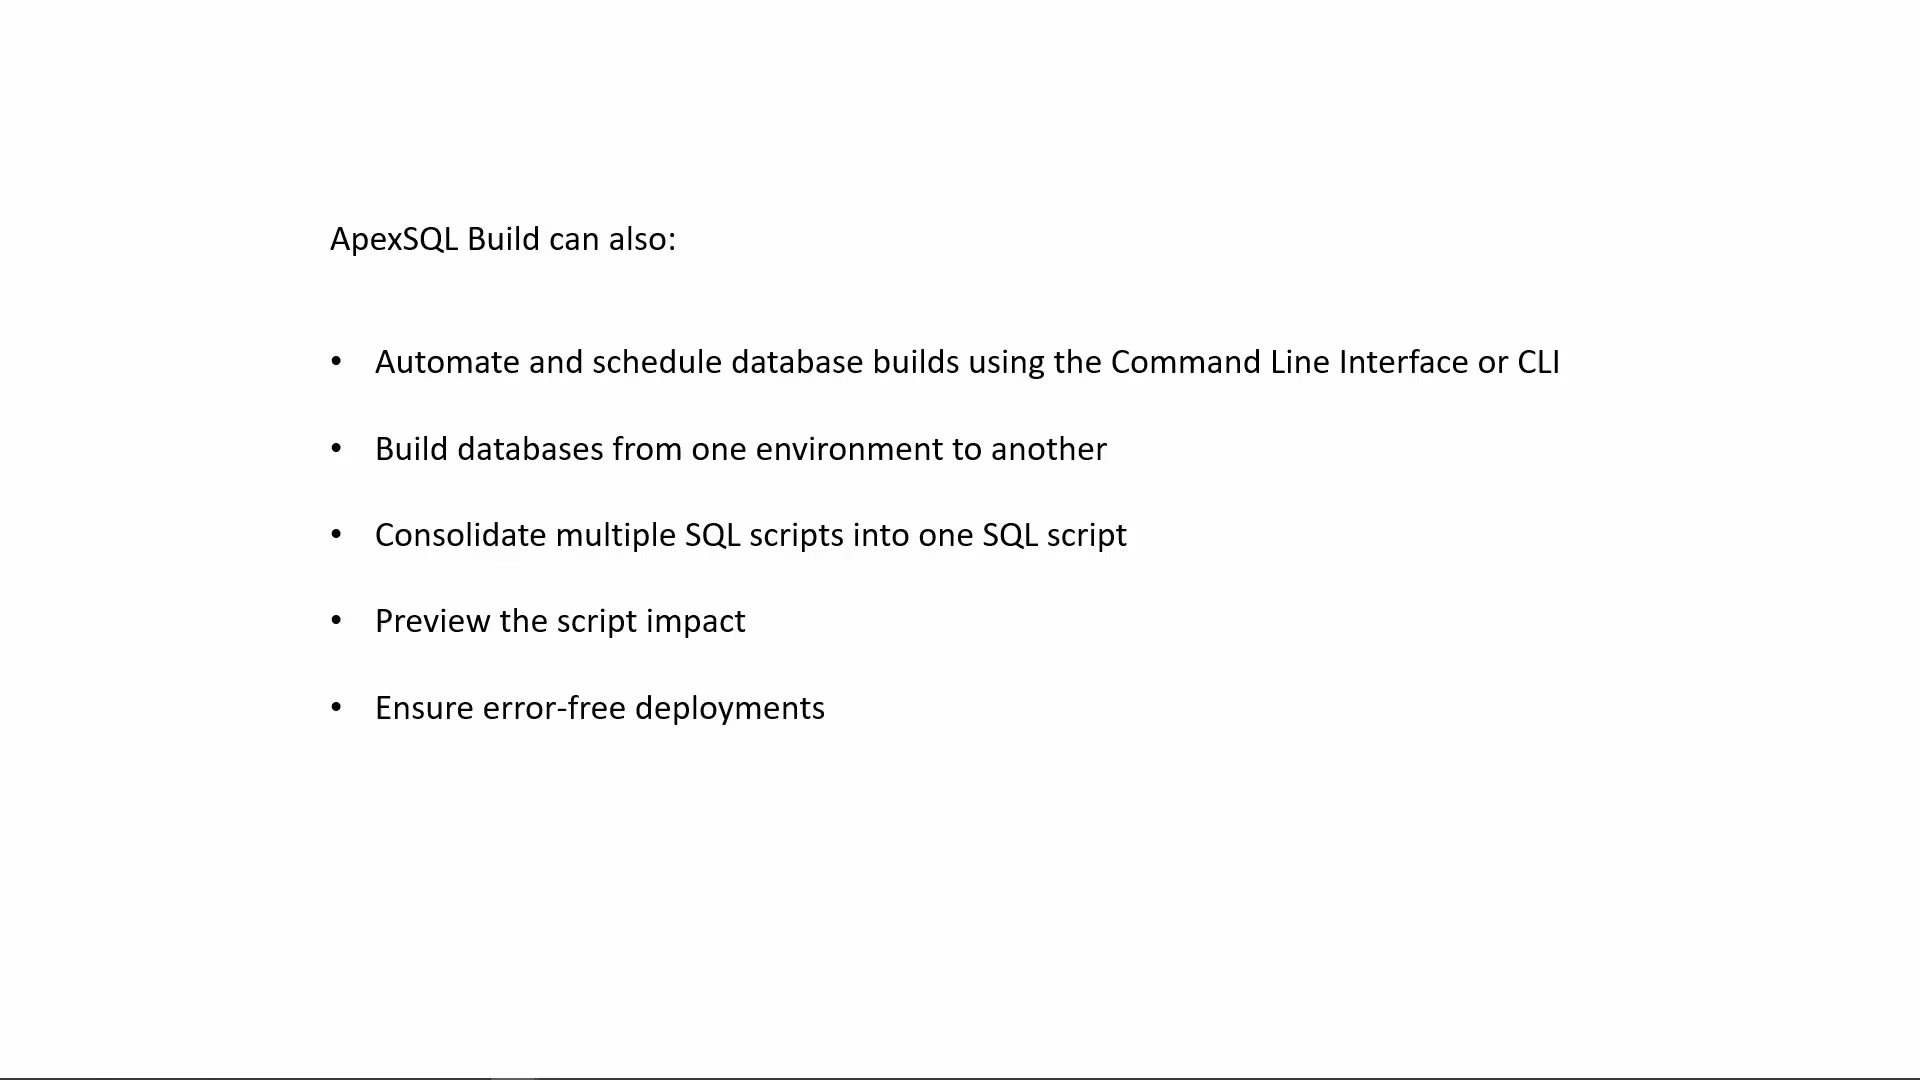 ApexSQL Build can also:
• Automate and schedule database builds using the Command Line Interface or CLI
• Build databases from one environment to another
• Consolidate multiple SQL scripts into one SQL script
• Preview the script impact
• Ensure error-free deployments